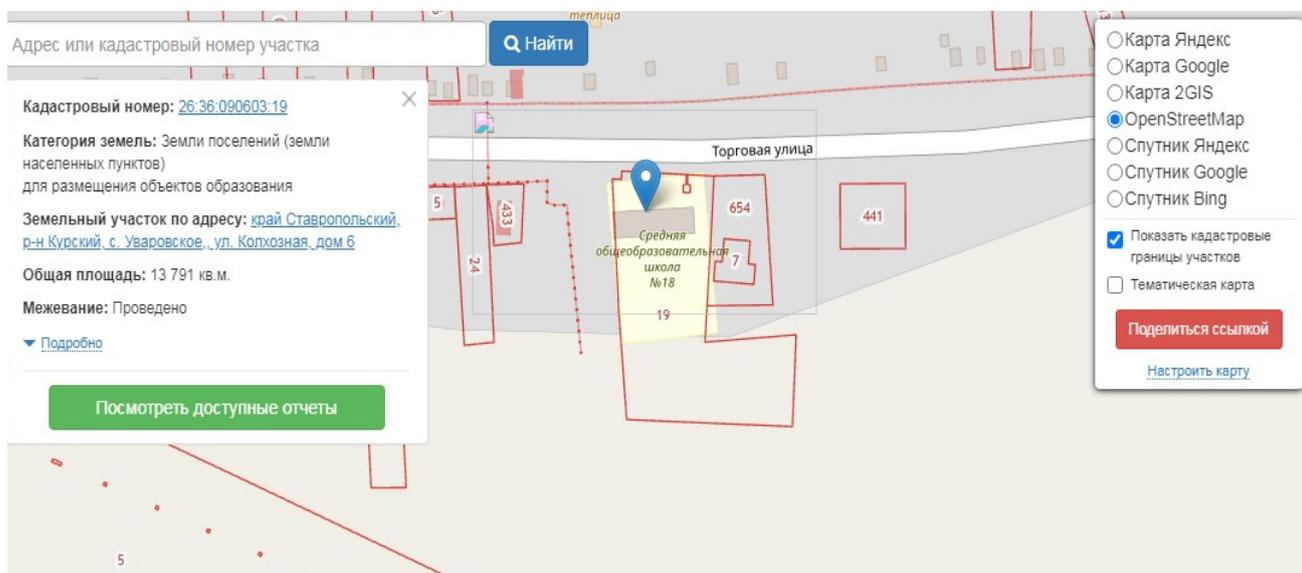 теплица
Адрес или кадастровый номер участка
Найти
Кадастровый номер: 26:36:090603:19
Категория земель: Земли поселений (земли
населенных пунктов)
для размещения объектов образования
Земельный участок по адресу: край Ставропольский,
р-н Курский, с. Уваровское,, ул. Колхозная, дом 6
Общая площадь: 13 791 кв.м.
Межевание: Проведено
Подробно
Посмотреть доступные отчеты
Торговая улица
5
433
24
654
441
7
Средняя
общеобразовательная
школа
№18
19
5
Карта Яндекс
Карта Google
Карта 2GIS
OpenStreetMap
Спутник Яндекс
Спутник Google
Спутник Bing
Показать кадастровые
границы участков
Тематическая карта
Поделиться ссылкой
Настроить карту